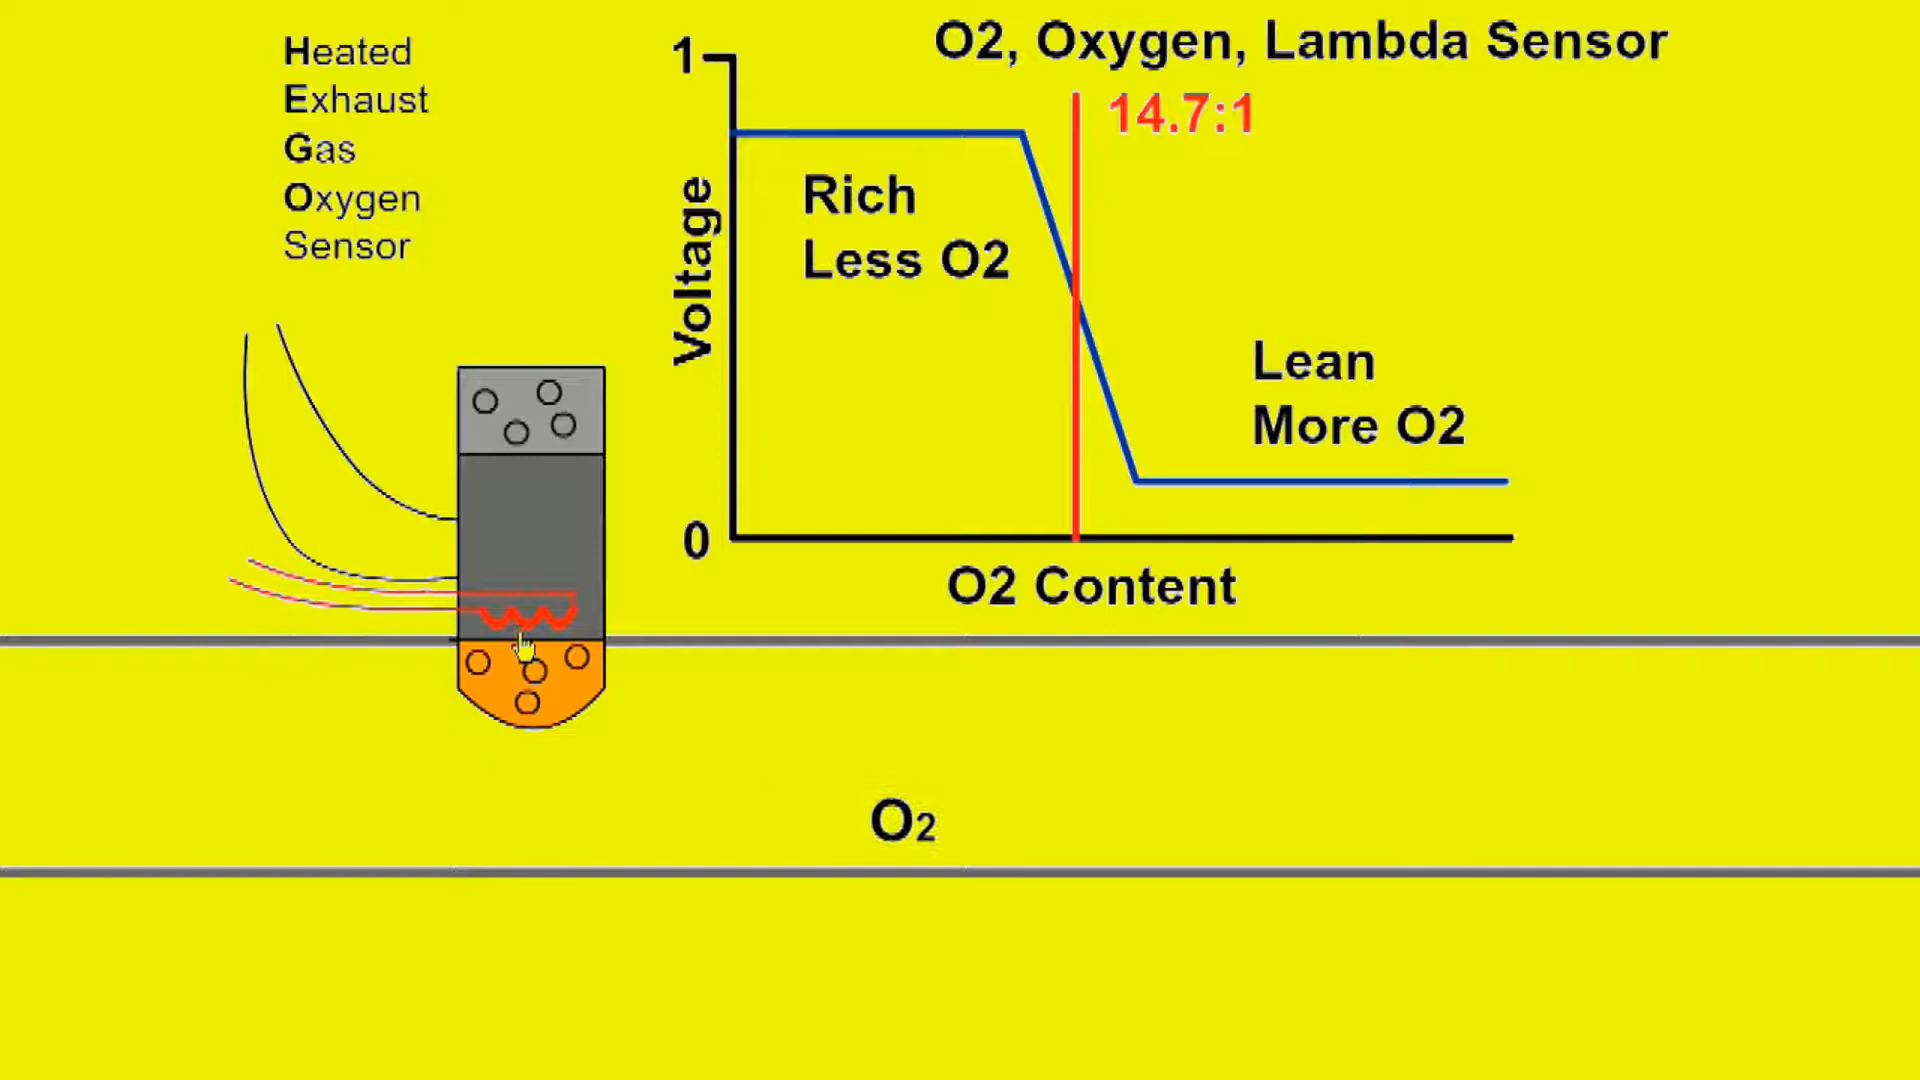 Heated
Exhaust
Gas
Oxygen
Sensor
O2, Oxygen, Lambda Sensor
14.7:1
1
Voltage
0
Rich
Less O2
Lean
More O2
O2 Content
O2